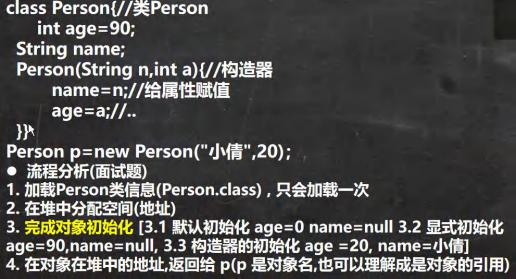 class Person{//类Person
int age=90;
String name;
Person(String n,int a){//构造器
name=n;//给属性赋值
age=a;//..
}}
Person p=new Person("小倩",20);
● 流程分析(面试题)
1. 加载Person类信息(Person.class)，只会加载一次
2. 在堆中分配空间(地址)
3. 完成对象初始化 [3.1 默认初始化 age=0 name=null 3.2 显式初始化
age=90,name=null, 3.3 构造器的初始化 age =20, name=小倩]
4. 在对象在堆中的地址,返回给 p(p 是对象名,也可以理解成是对象的引用)